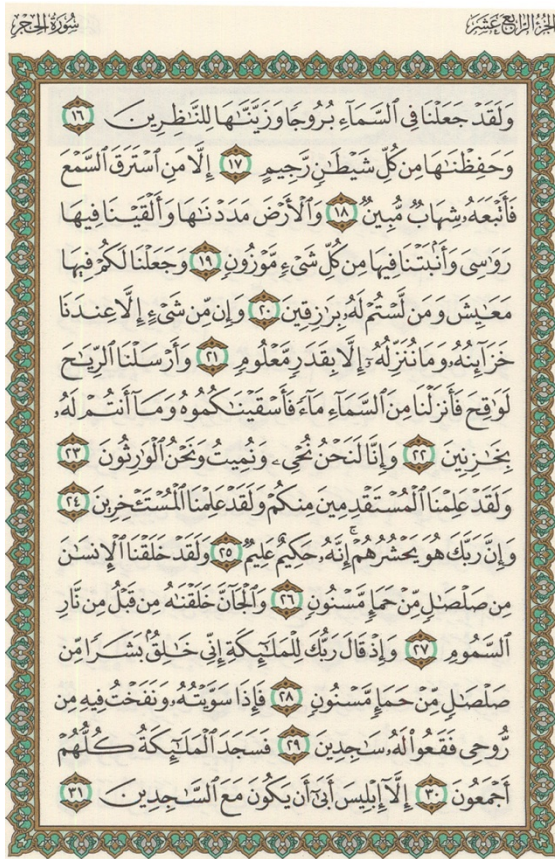 الجزء الرابع عشر
سورة الحجر
وَلَقَدْ جَعَلْنَا فِى ٱلسَّمَآءِ بُرُوجًا وَزَيَّنَّٰهَا لِلنَّٰظِرِينَ ١٦
وَحَفِظْنَٰهَا مِن كُلِّ شَيْطَٰنٍ رَّجِيمٍ ١٧ إِلَّا مَنِ ٱسْتَرَقَ ٱلسَّمْعَ
فَأَتْبَعَهُۥ شِهَابٌ مُّبِينٌ ١٨ وَٱلْأَرْضَ مَدَدْنَٰهَا وَأَلْقَيْنَا فِيهَا
رَوَٰسِىَ وَأَنۢبَتْنَا فِيهَا مِن كُلِّ شَىْءٍ مَّوْزُونٍ ١٩ وَجَعَلْنَا لَكُمْ فِيهَا
مَعَٰيِشَ وَمَن لَّسْتُمْ لَهُۥ بِرَٰزِقِينَ ٢٠ وَإِن مِّن شَىْءٍ إِلَّا عِندَنَا
خَزَآئِنُهُۥ وَمَا نُنَزِّلُهُۥٓ إِلَّا بِقَدَرٍ مَّعْلُومٍ ٢١ وَأَرْسَلْنَا ٱلرِّيَٰحَ
لَوَٰقِحَ فَأَنزَلْنَا مِنَ ٱلسَّمَآءِ مَآءً فَأَسْقَيْنَٰكُمُوهُ وَمَآ أَنتُمْ لَهُۥ
بِخَٰزِنِينَ ٢٢ وَإِنَّا لَنَحْنُ نُحْىِۦ وَنُمِيتُ وَنَحْنُ ٱلْوَٰرِثُونَ ٢٣
وَلَقَدْ عَلِمْنَا ٱلْمُسْتَقْدِمِينَ مِنكُمْ وَلَقَدْ عَلِمْنَا ٱلْمُسْتَـْٔخِرِينَ ٢٤
وَإِنَّ رَبَّكَ هُوَ يَحْشُرُهُمْ ۚ إِنَّهُۥ حَكِيمٌ عَلِيمٌ ٢٥ وَلَقَدْ خَلَقْنَا ٱلْإِنسَٰنَ
مِن صَلْصَٰلٍ مِّنْ حَمَإٍ مَّسْنُونٍ ٢٦ وَٱلْجَآنَّ خَلَقْنَٰهُ مِن قَبْلُ مِن نَّارِ
ٱلسَّمُومِ ٢٧ وَإِذْ قَالَ رَبُّكَ لِلْمَلَٰٓئِكَةِ إِنِّى خَٰلِقٌۢ بَشَرًا مِّن
صَلْصَٰلٍ مِّنْ حَمَإٍ مَّسْنُونٍ ٢٨ فَإِذَا سَوَّيْتُهُۥ وَنَفَخْتُ فِيهِ مِن
رُّوحِى فَقَعُوا۟ لَهُۥ سَٰجِدِينَ ٢٩ فَسَجَدَ ٱلْمَلَٰٓئِكَةُ كُلُّهُمْ
أَجْمَعُونَ ٣٠ إِلَّآ إِبْلِيسَ أَبَىٰٓ أَن يَكُونَ مَعَ ٱلسَّٰجِدِينَ ٣١